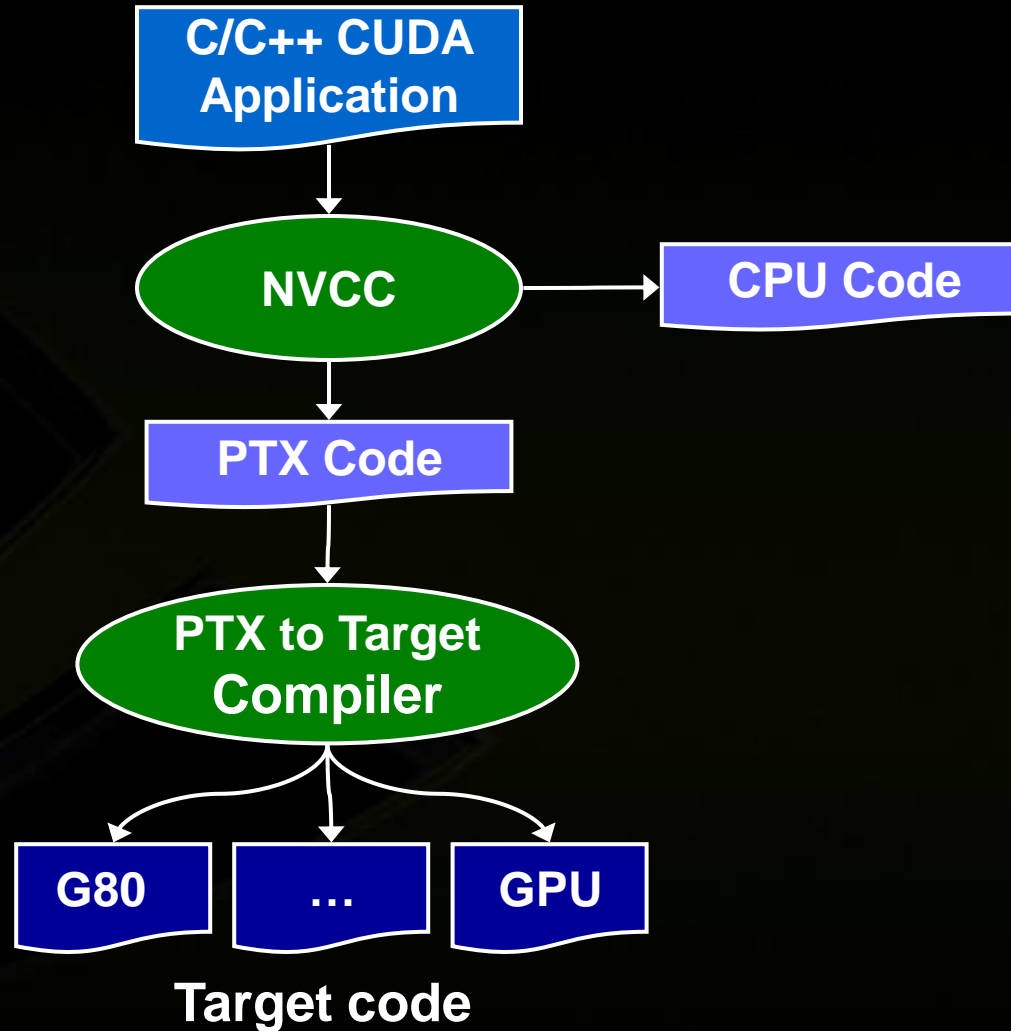 C/C++ CUDA
Application
NVCC
CPU Code
PTX Code
PTX to Target
Compiler
G80
…
GPU
Target code